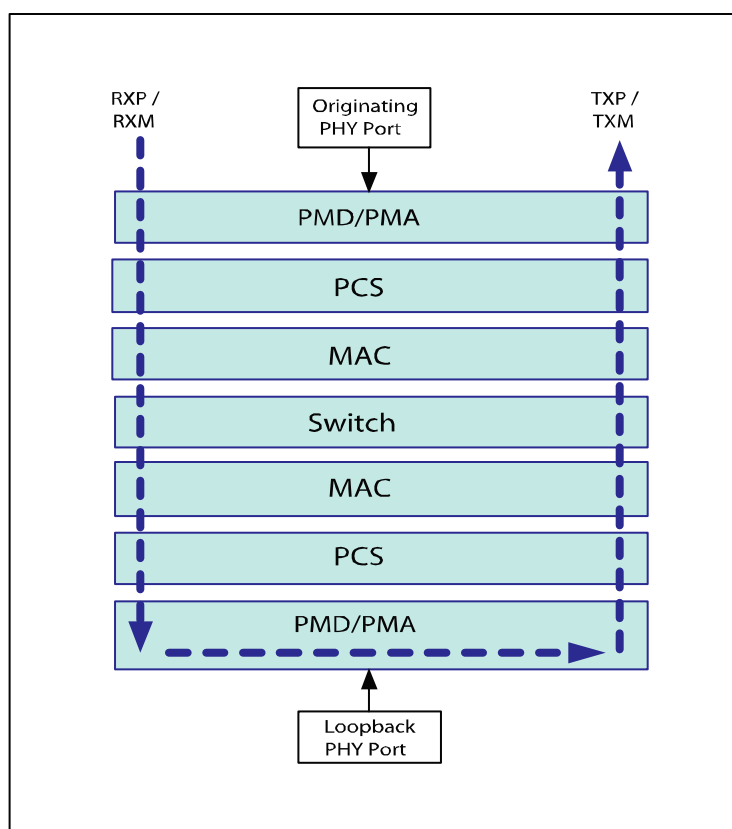 RXP /
RXM
Originating
PHY Port
TXP /
TXM
PMD/PMA
PCS
MAC
Switch
MAC
PCS
PMD/PMA
Loopback
PHY Port